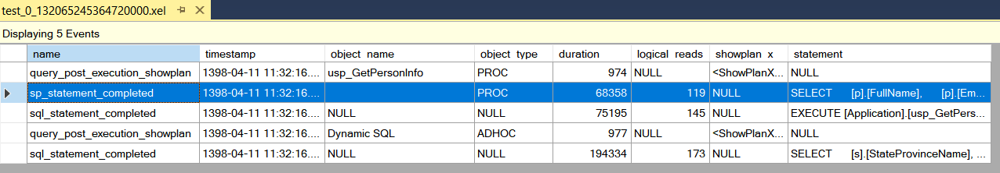 test_0_132065245364720000.xel
Displaying 5 Events
name timestamp object_name object_type duration logical_reads showplan_x statement
query_post_execution_showplan 1398-04-11 11:32:16.... usp_GetPersonInfo PROC 974 NULL <ShowPlanX... NULL
sp_statement_completed 1398-04-11 11:32:16.... PROC 68358 119 NULL SELECT [p].[FullName], [p].[Em...
sql_statement_completed 1398-04-11 11:32:16.... NULL NULL 75195 145 NULL EXECUTE [Application].[usp_GetPers...
query_post_execution_showplan 1398-04-11 11:32:16.... Dynamic SQL ADHOC 977 NULL <ShowPlanX... NULL
sql_statement_completed 1398-04-11 11:32:16.... NULL NULL 194334 173 NULL SELECT [s].[StateProvinceName], ...